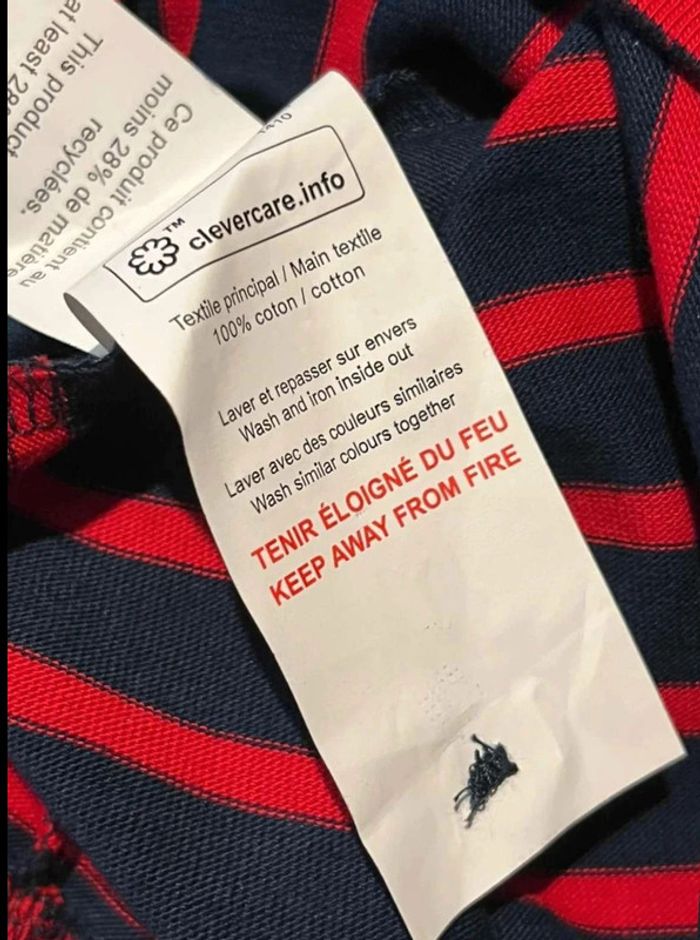 clevercare.info
TM
Textile principal / Main textile
100% coton / cotton
Laver et repasser sur envers
Wash and iron inside out
Laver avec des couleurs similaires
Wash similar colours together
TENIR ÉLOIGNÉ DU FEU
KEEP AWAY FROM FIRE
Ce produit contient au
moins 28% de matière
recyclées.
This product
at least 28